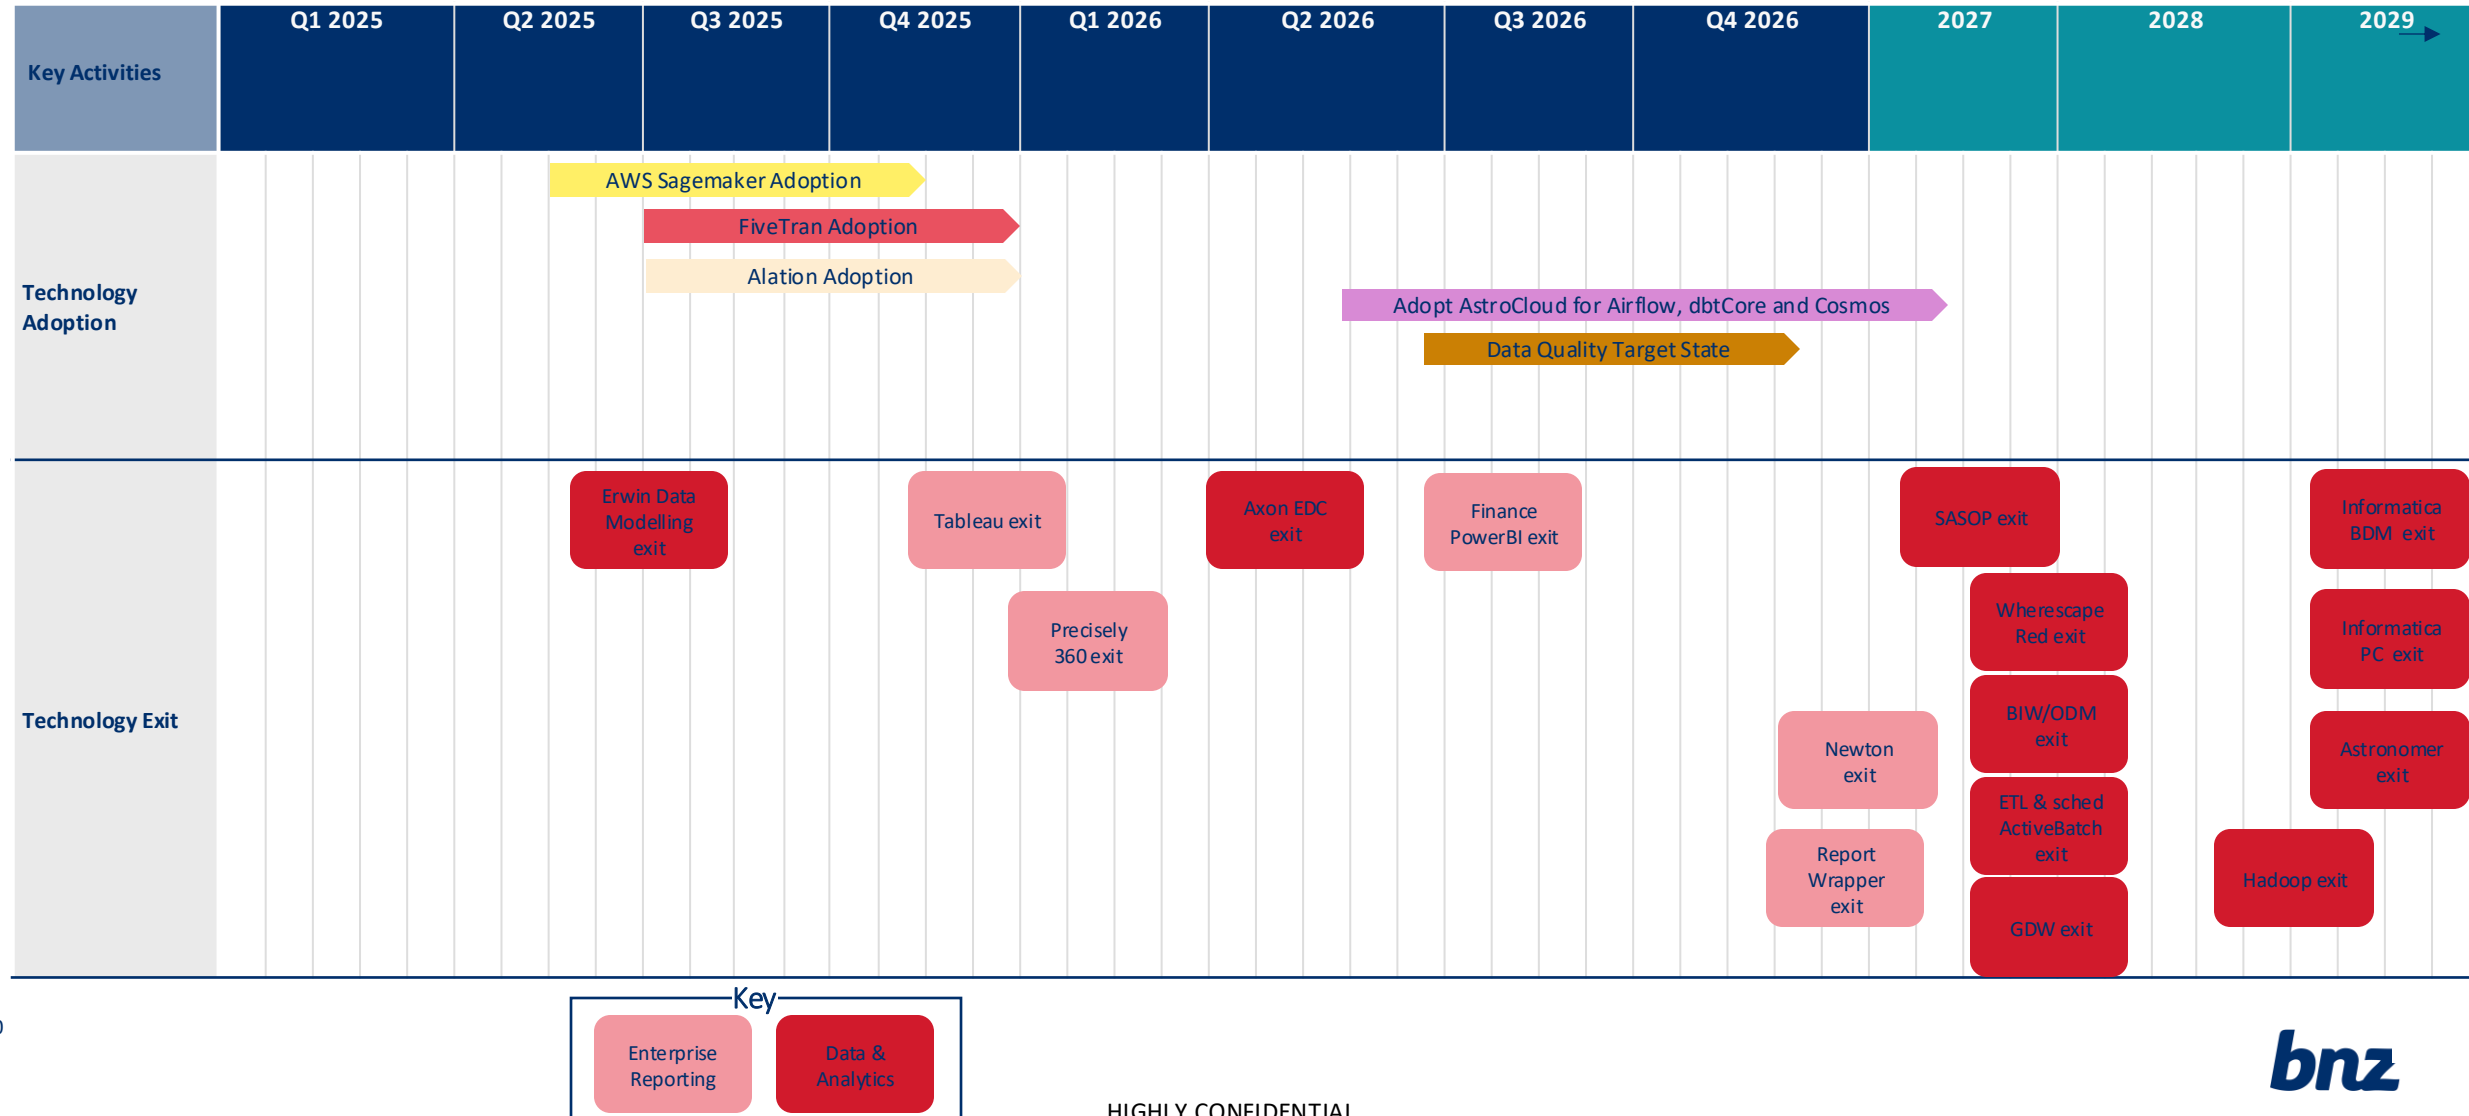 Key Activities
Q1 2025
Q2 2025
Q3 2025
Q4 2025
Q1 2026
Q2 2026
Q3 2026
Q4 2026
2027
2028
2029
Technology
Adoption
AWS Sagemaker Adoption
FiveTran Adoption
Alation Adoption
Adopt AstroCloud for Airflow, dbtCore and Cosmos
Data Quality Target State
Technology Exit
Erwin Data
Modelling
exit
Tableau exit
Precisely
360 exit
Axon EDC
exit
Finance
PowerBI exit
Newton
exit
Report
Wrapper
exit
SASOP exit
Wherescape
Red exit
BIW/ODM
exit
ETL & sched
ActiveBatch
exit
GDW exit
Hadoop exit
Informatica
BDM exit
Informatica
PC exit
Astronomer
exit
Key
Enterprise
Reporting
Data &
Analytics
bnz
HIGHLY CONFIDENTIAL